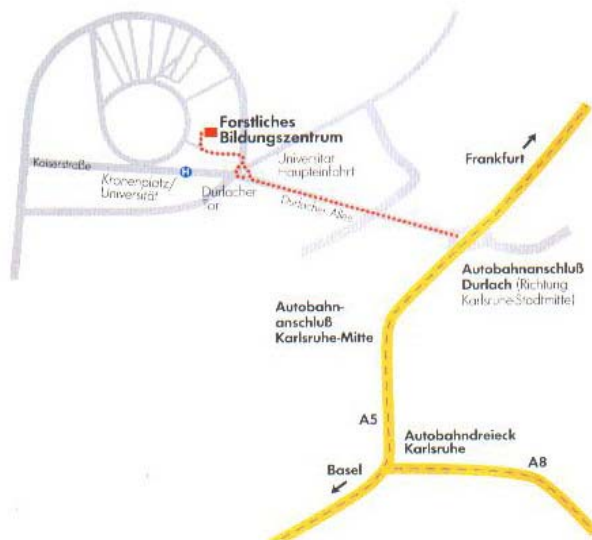 Forstliches
Bildungszentrum
Kaiserstraße
Kronenplatz/
Universität
H
Durlacher
Tor
Universität
Haupteinfahrt
Durlacher Allee
Frankfurt
Autobahnanschluß
Durlach (Richtung
Karlsruhe-Stadtmitte)
Autobahn-
anschluß
Karlsruhe-Mitte
A5
Autobahndreieck
Karlsruhe
A8
Basel